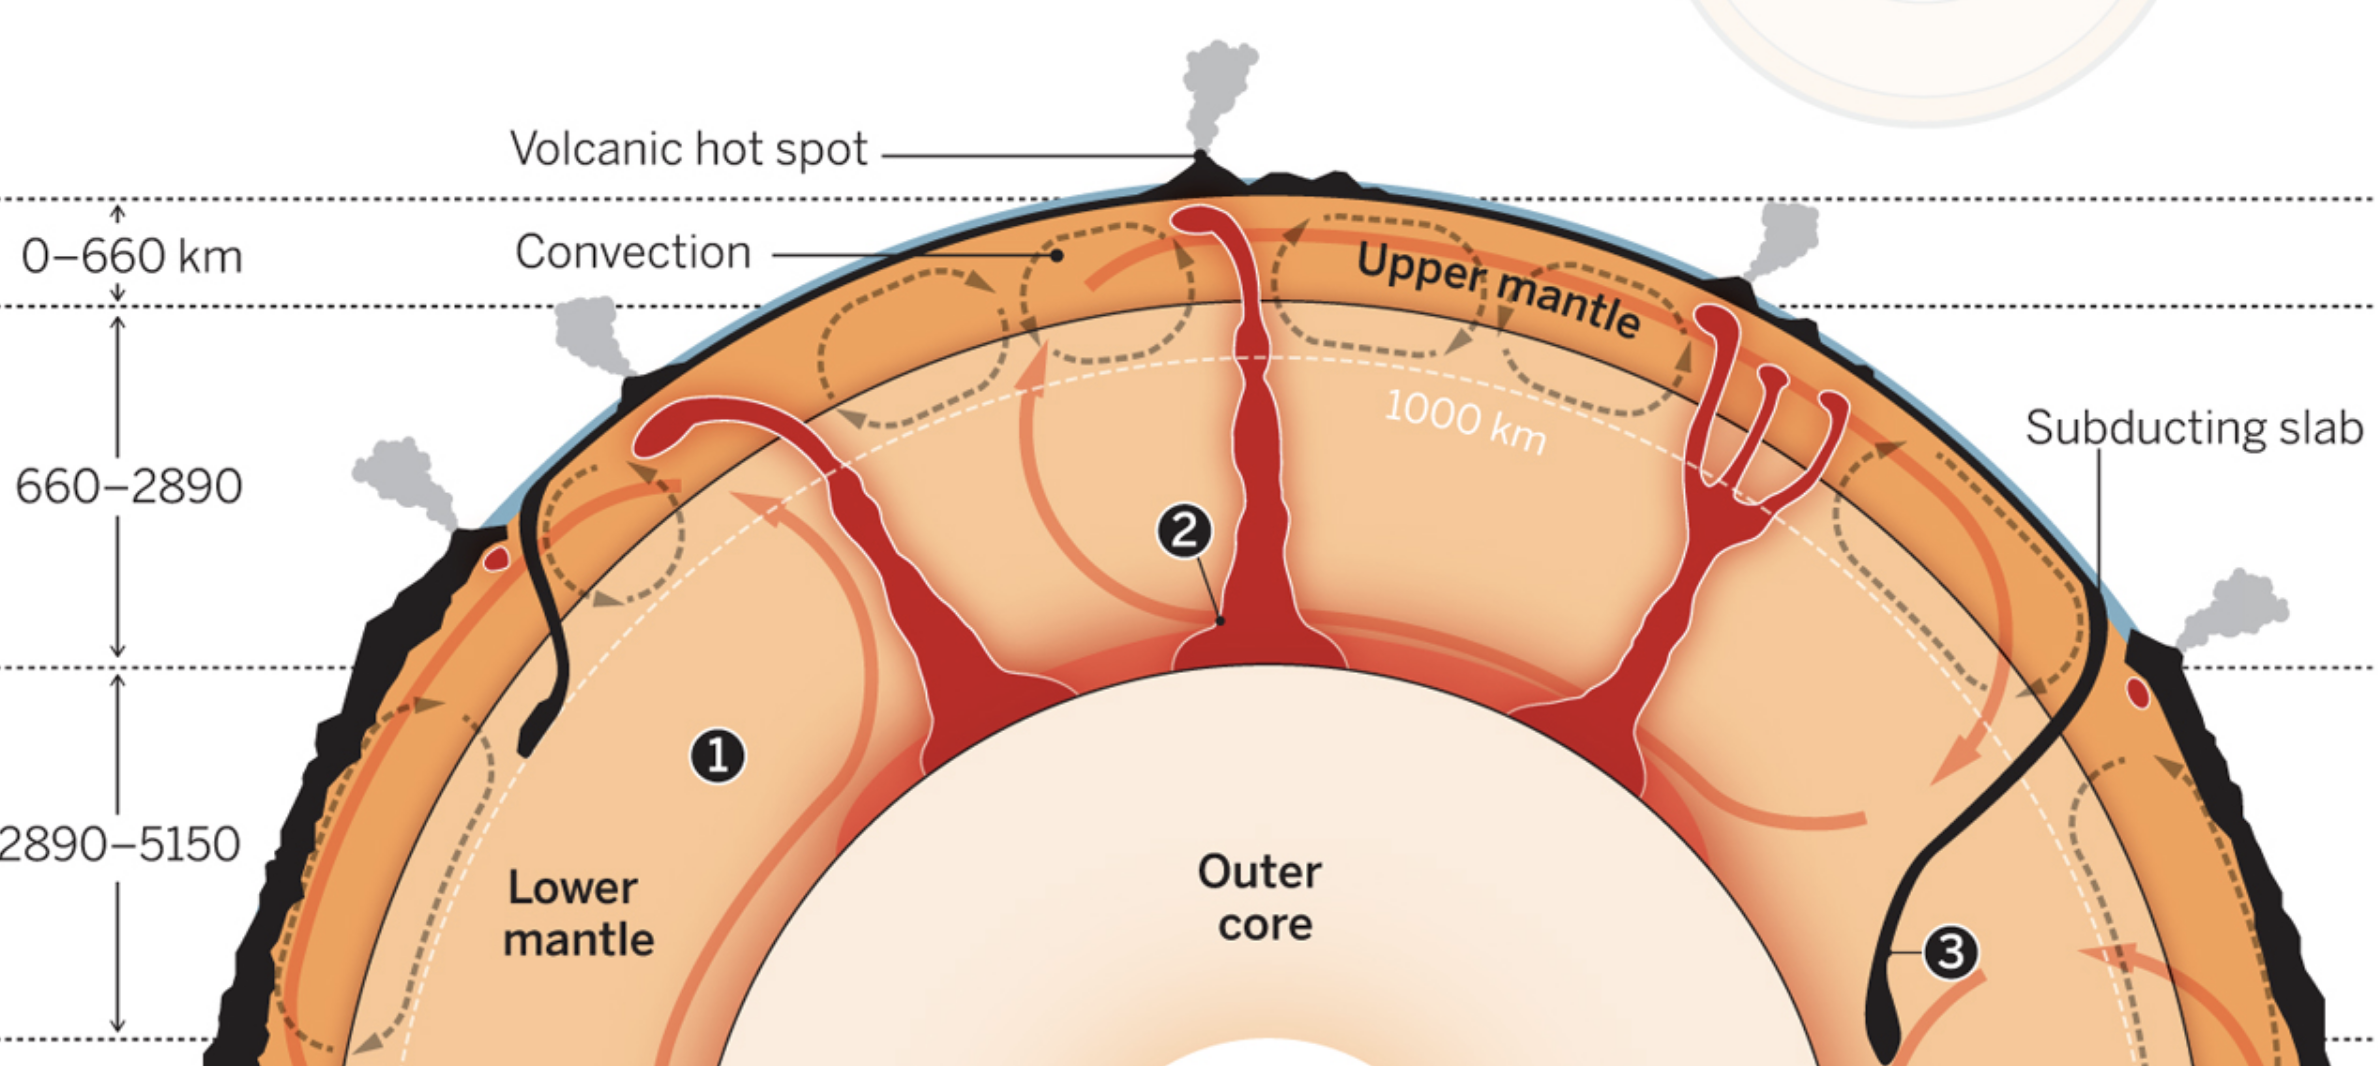 Volcanic hot spot
0–660 km
Convection
Upper mantle
1000 km
Subducting slab
660–2890
2
1
2890–5150
Lower
mantle
Outer
core
3